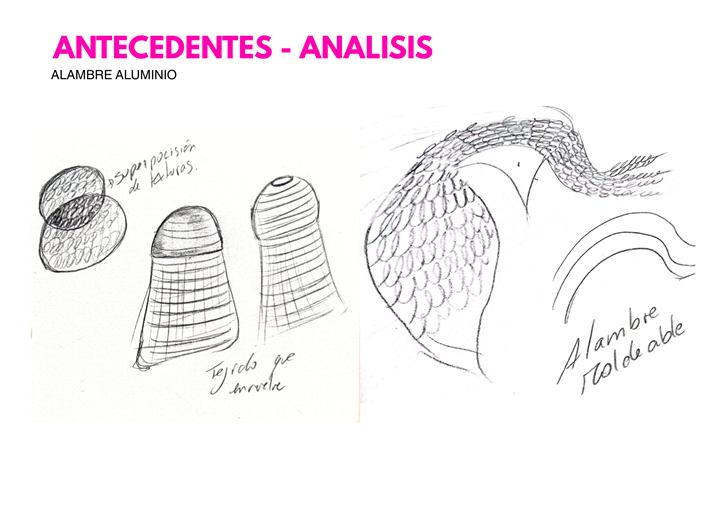 ANTECEDENTES - ANALISIS
ALAMBRE ALUMINIO
superposición
de texturas.
Tejido que
envuelve
Alambre
Moldeable